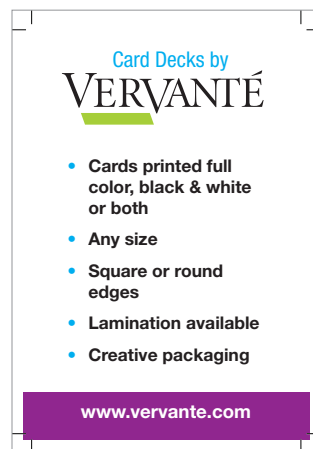 Card Decks by
VERVANTÉ
• Cards printed full
color, black & white
or both
• Any size
• Square or round
edges
• Lamination available
• Creative packaging
www.vervante.com